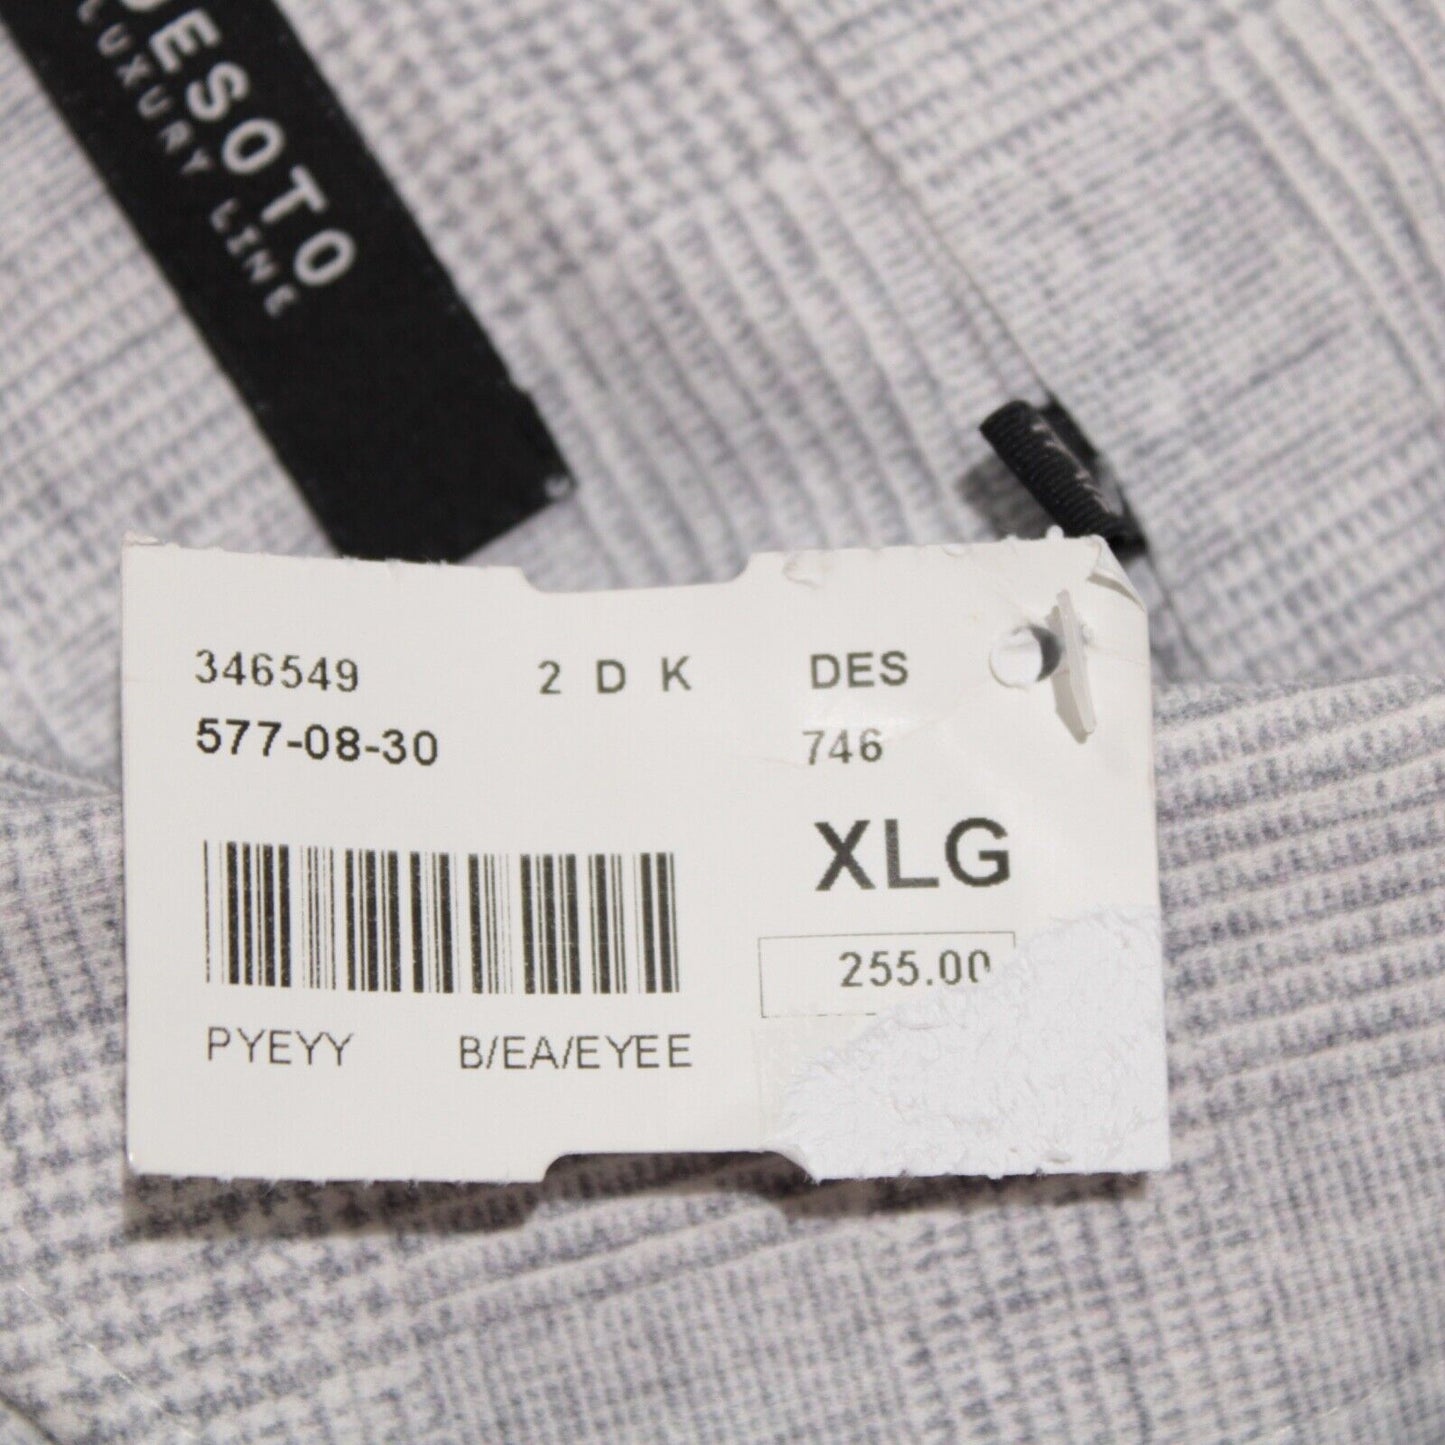 DESOTO
LUXURY LINE
346549 2 D K DES
577-08-30 746
XLG
255.00
PYEYY B/EA/EYEE